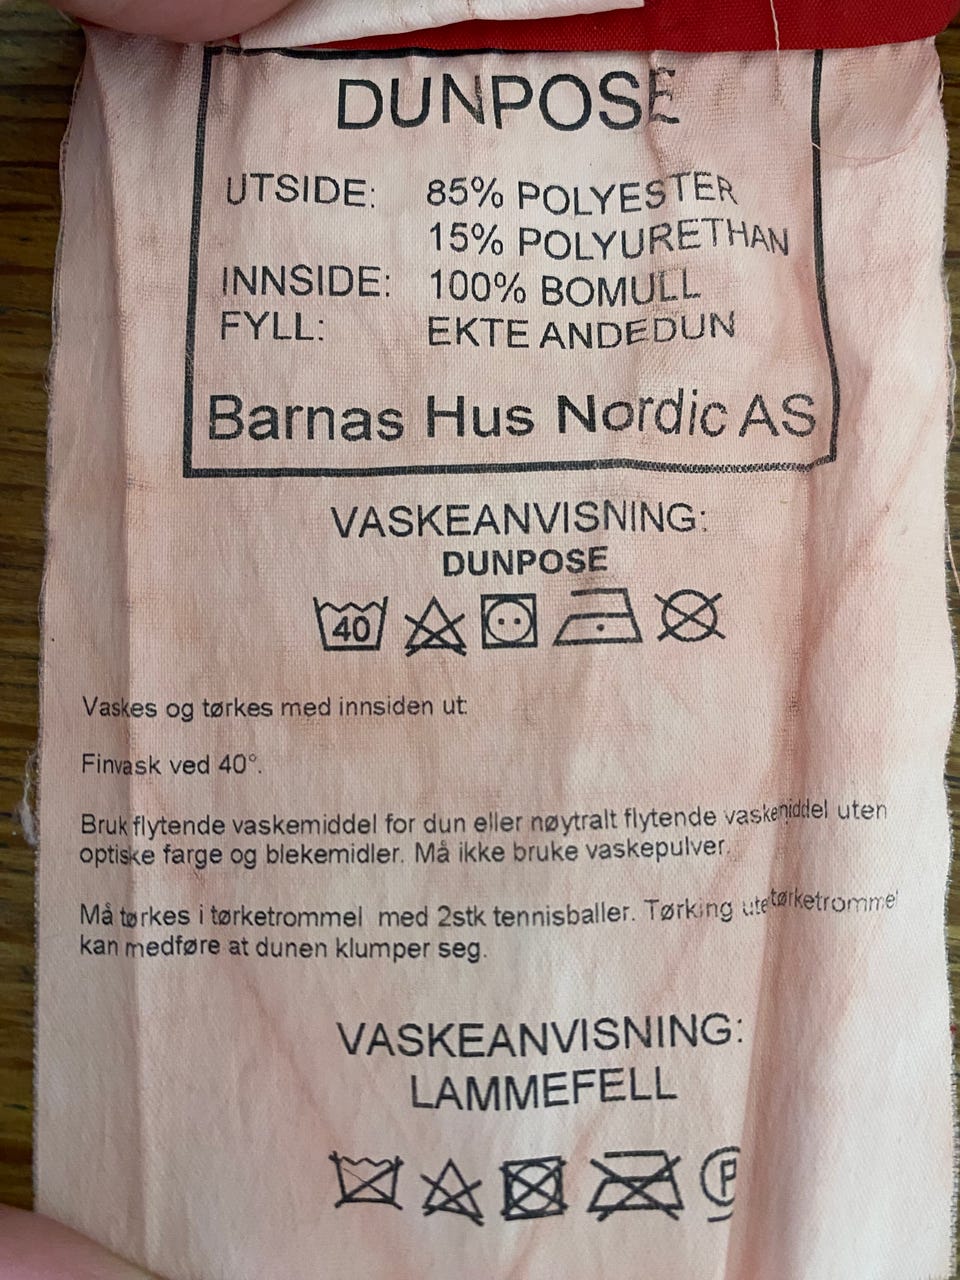 DUNPOSE
UTSIDE: 85% POLYESTER
15% POLYURETHAN
INNSIDE: 100% BOMULL
FYLL: EKTE ANDEDUN
Barnas Hus Nordic AS
VASKEANVISNING:
DUNPOSE
40
Vaskes og tørkes med innsiden ut:
Finvask ved 40°.
Bruk flytende vaskemiddel for dun eller nøytralt flytende vaskemiddel uten
optiske farge og blekemidler. Må ikke bruke vaskepulver.
Må tørkes i tørketrommel med 2stk tennisballer. Tørking ute tørketrommel
kan medføre at dunen klumper seg.
VASKEANVISNING:
LAMMEFELL
P